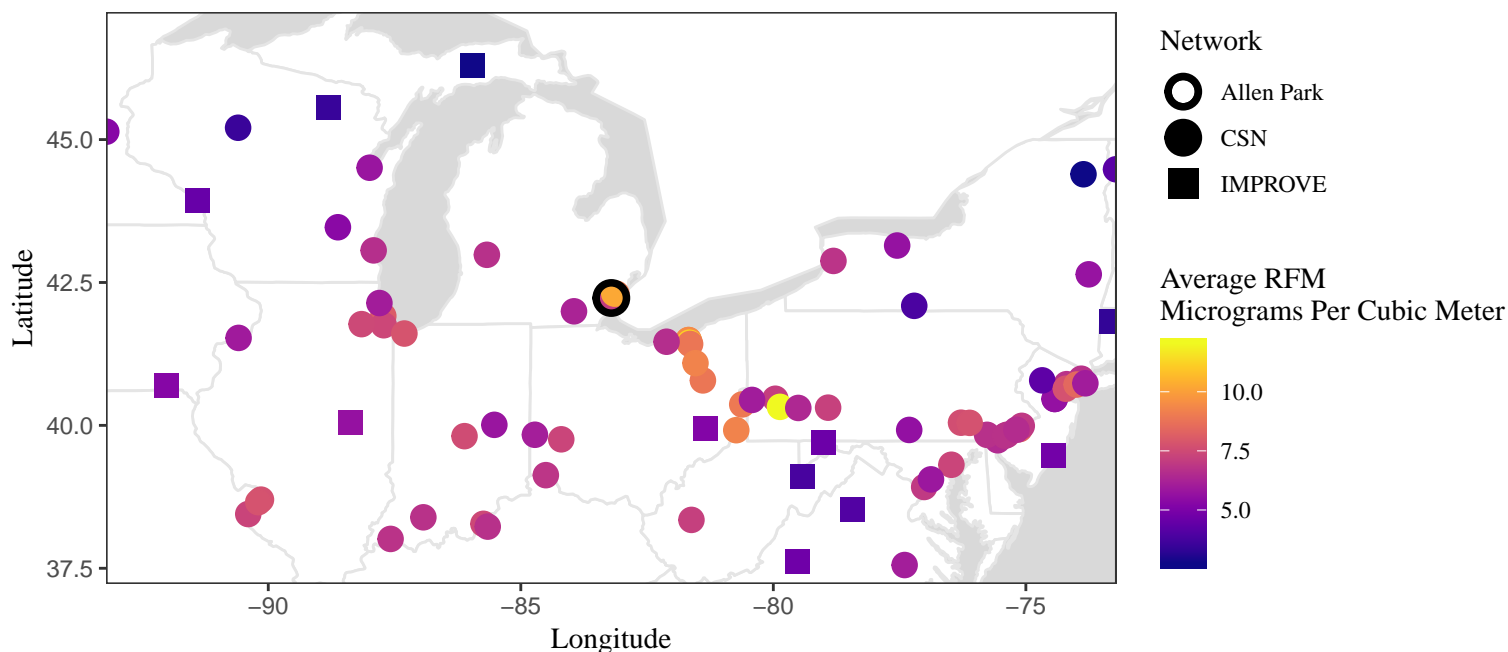 45.0
42.5
40.0
37.5
Latitude
−90
−85
−80
−75
Longitude
Network
Allen Park
CSN
IMPROVE
Average RFM
Micrograms Per Cubic Meter
10.0
7.5
5.0